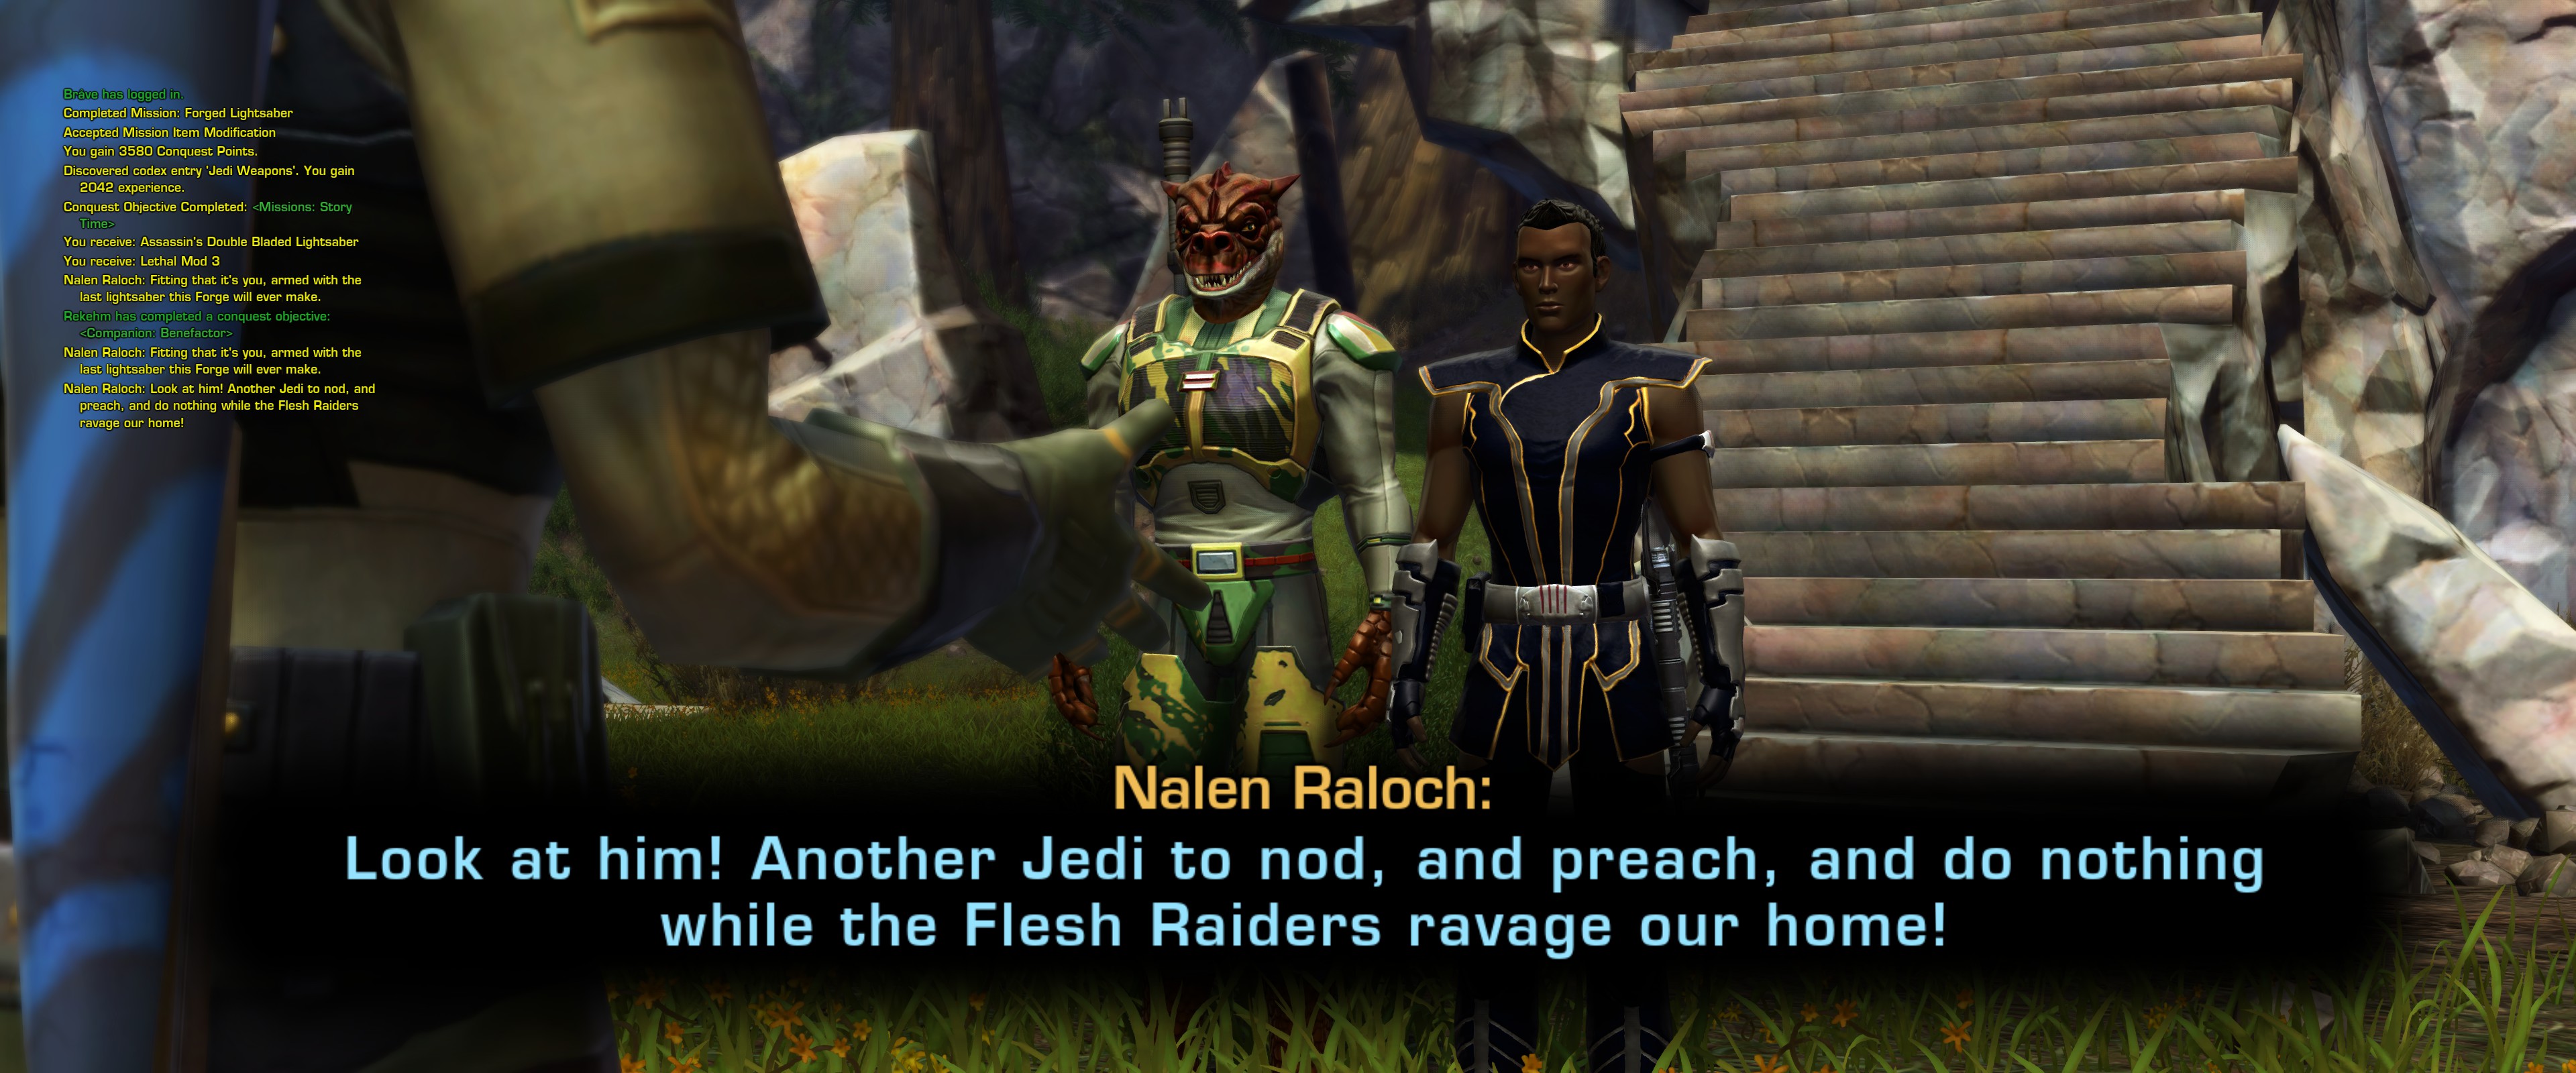 Bråve has logged in.
Completed Mission: Forged Lightsaber
Accepted Mission Item Modification
You gain 3580 Conquest Points.
Discovered codex entry 'Jedi Weapons'. You gain
2042 experience.
Conquest Objective Completed: <Missions: Story
Time>
You receive: Assassin's Double Bladed Lightsaber
You receive: Lethal Mod 3
Nalen Raloch: Fitting that it's you, armed with the
last lightsaber this Forge will ever make.
Rekehm has completed a conquest objective:
<Companion: Benefactor>
Nalen Raloch: Fitting that it's you, armed with the
last lightsaber this Forge will ever make.
Nalen Raloch: Look at him! Another Jedi to nod, and
preach, and do nothing while the Flesh Raiders
ravage our home!
Nalen Raloch:
Look at him! Another Jedi to nod, and preach, and do nothing
while the Flesh Raiders ravage our home!